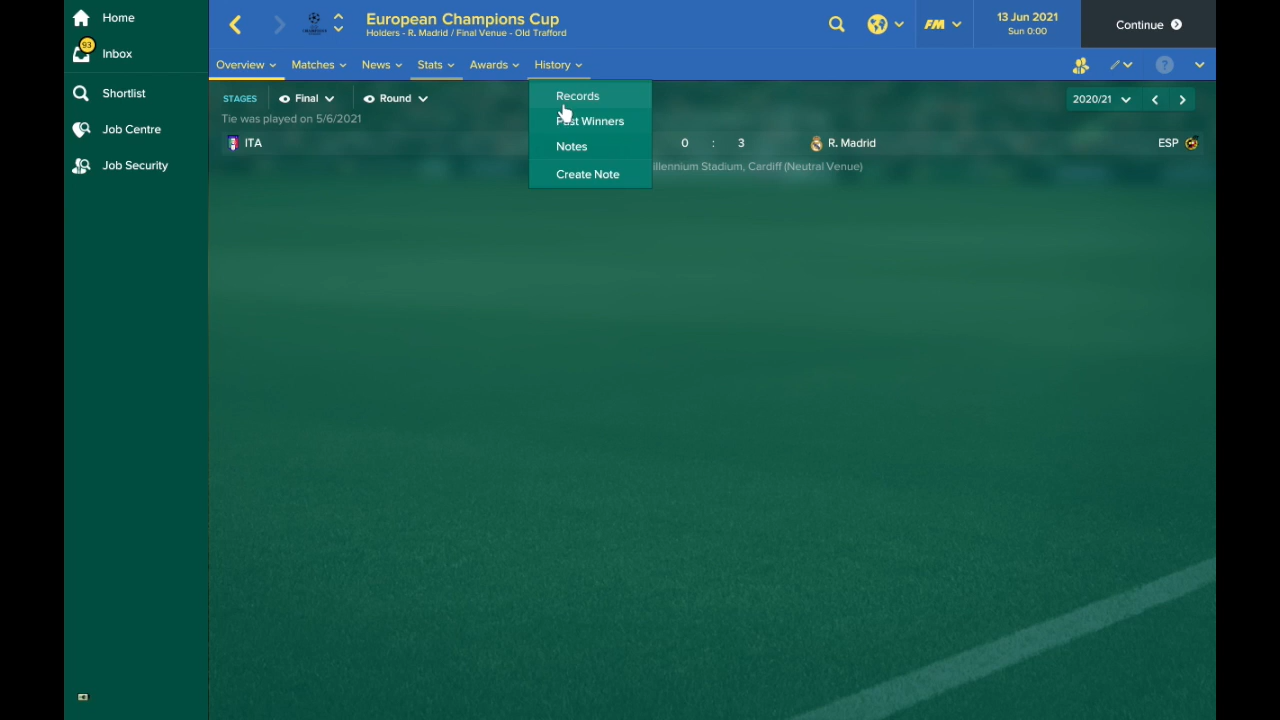 Home
93
Inbox
Shortlist
Job Centre
Job Security
European Champions Cup
Holders - R. Madrid / Final Venue - Old Trafford
FM
13 Jun 2021
Sun 0:00
Continue
Overview Matches News Stats Awards History
Records
Past Winners
Notes
Create Note
STAGES Final Round
2020/21
Tie was played on 5/6/2021
ITA 0 : 3 R. Madrid ESP
illennium Stadium, Cardiff (Neutral Venue)